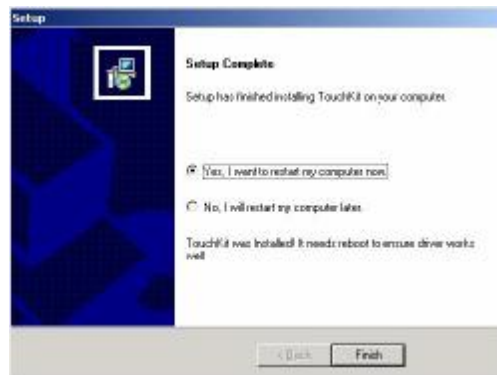 Setup
Setup Complete
Setup has finished installing TouchKit on your computer.
Yes, I want to restart my computer now.
No, I will restart my computer later.
TouchKit was Installed! It needs reboot to ensure driver works
well
< Back
Finish